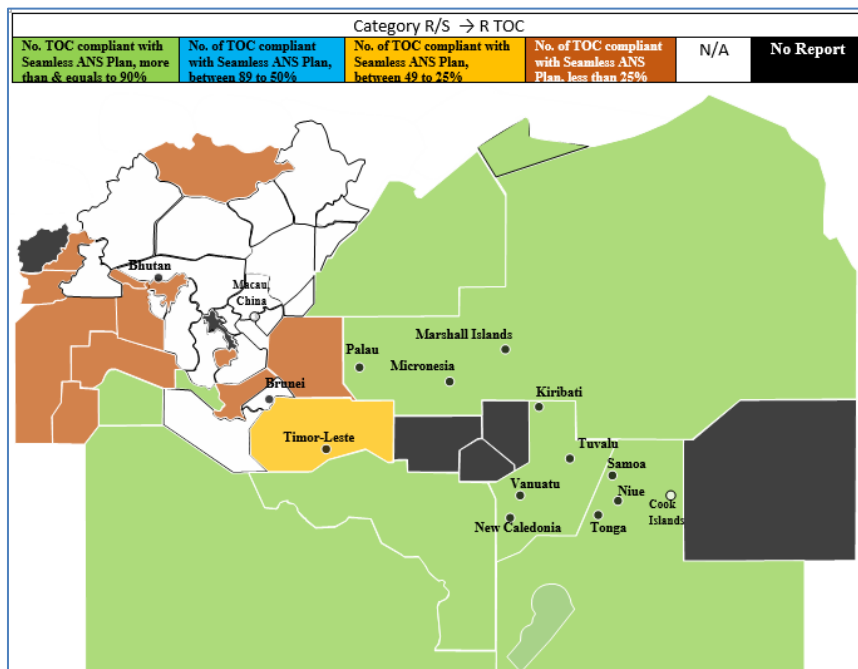 Category R/S → R TOC
No. TOC compliant with
Seamless ANS Plan, more
than & equals to 90%
No. of TOC compliant
with Seamless ANS Plan,
between 89 to 50%
No. of TOC compliant with
Seamless ANS Plan,
between 49 to 25%
No. of TOC compliant
with Seamless ANS
Plan, less than 25%
N/A
No Report
Bhutan
Macau,
China
Marshall Islands
Palau
Micronesia
Brunei
Kiribati
Timor-Leste
Tuvalu
Samoa
Vanuatu
Niue
Cook
Islands
New Caledonia
Tonga